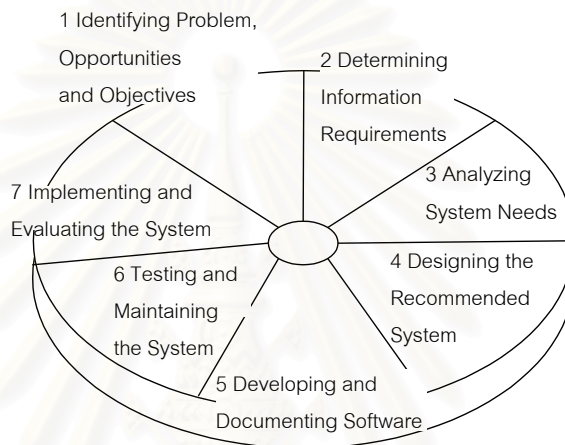 1 Identifying Problem,
Opportunities
and Objectives
2 Determining
Information
Requirements
3 Analyzing
System Needs
4 Designing the
Recommended
System
5 Developing and
Documenting Software
6 Testing and
Maintaining
the System
7 Implementing and
Evaluating the System